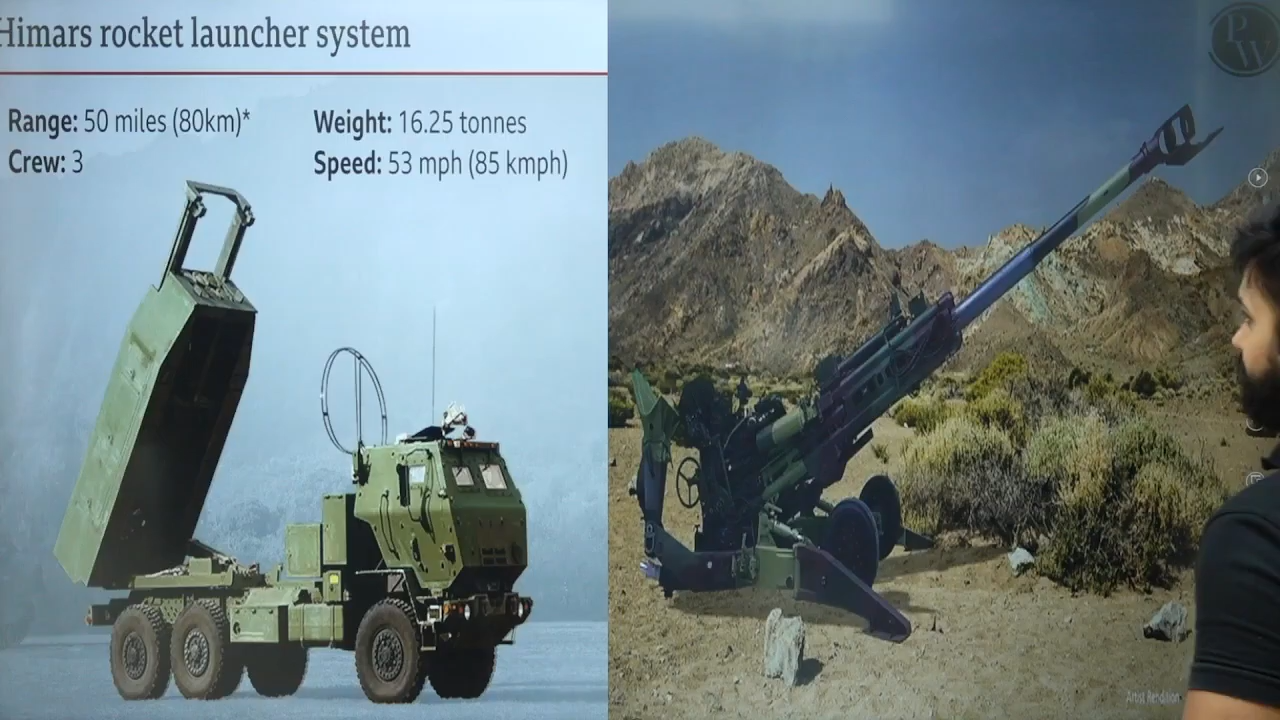 Himars rocket launcher system
Range: 50 miles (80km)*
Weight: 16.25 tonnes
Crew: 3
Speed: 53 mph (85 kmph)
PW
Artist Rendition